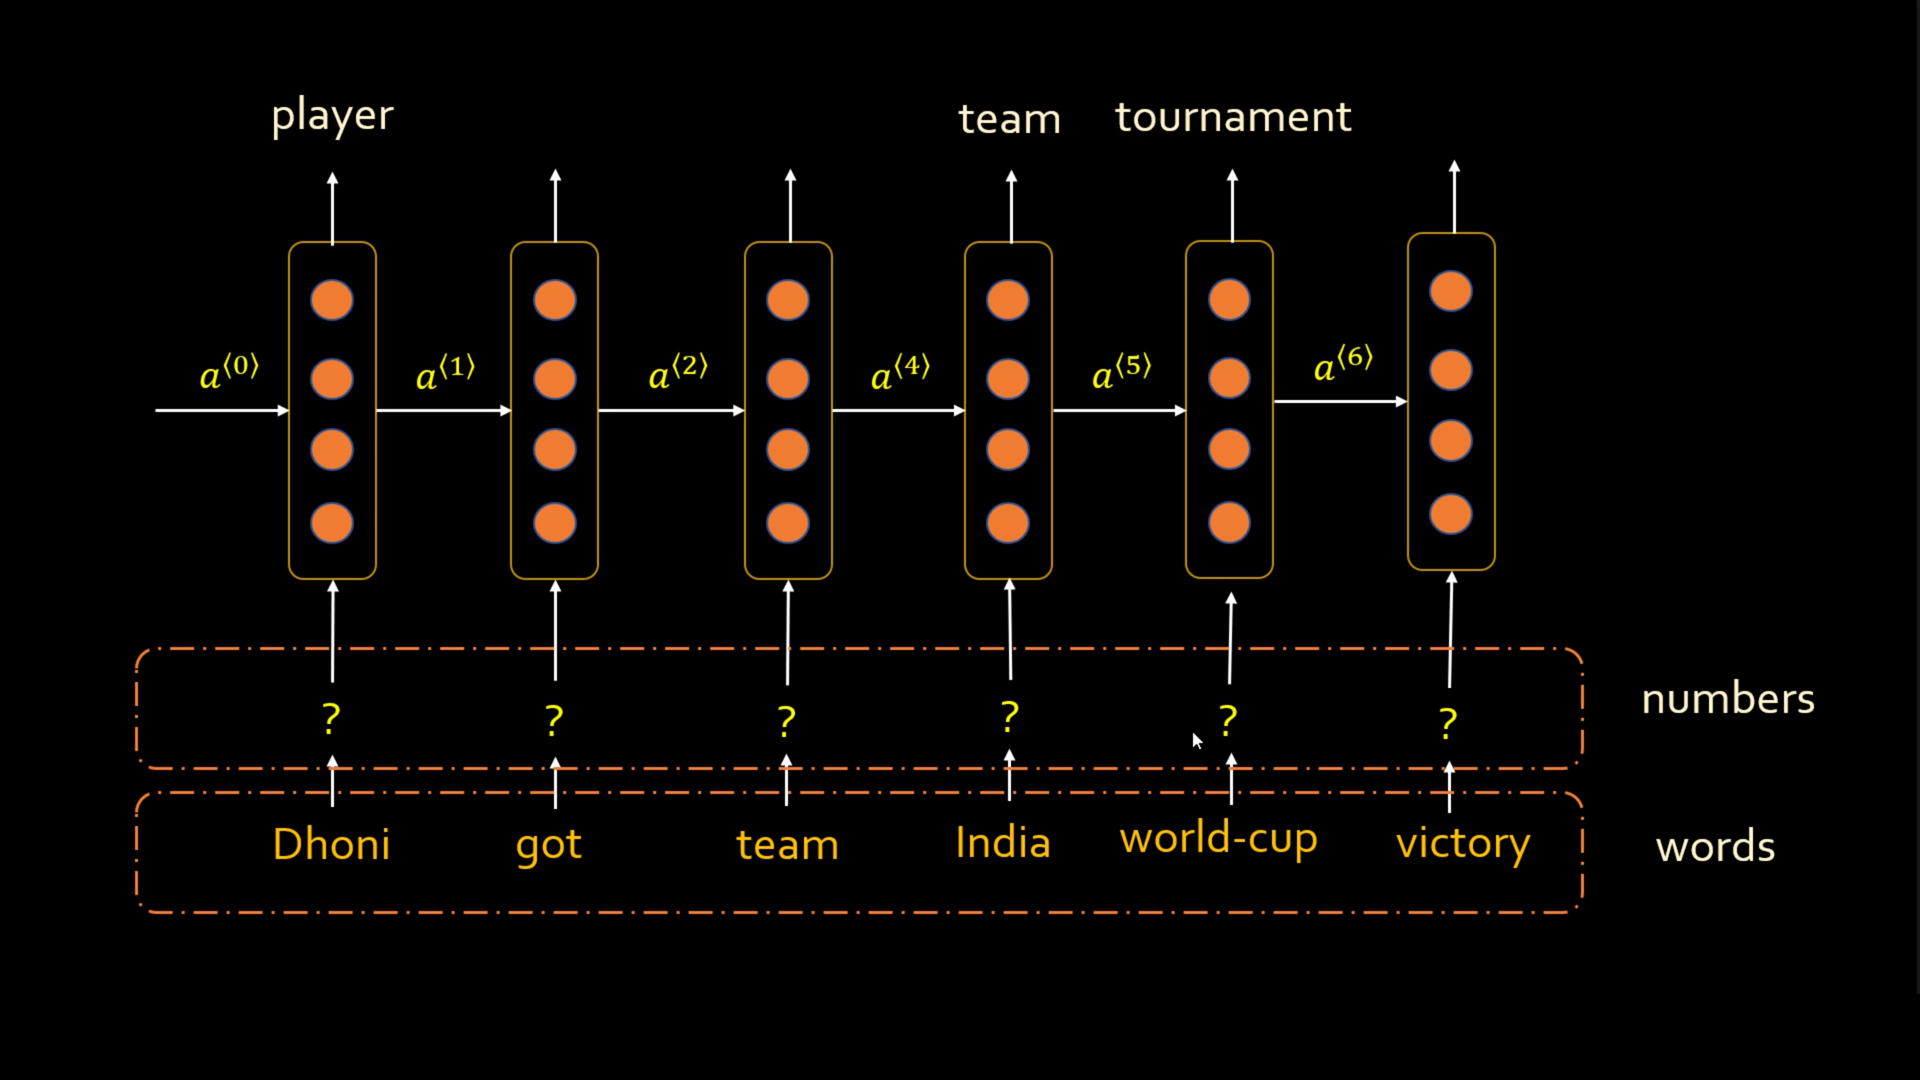 player team tournament
a⟨0⟩ a⟨1⟩ a⟨2⟩ a⟨4⟩ a⟨5⟩ a⟨6⟩
? ? ? ? ? ? numbers
Dhoni got team India world-cup victory words